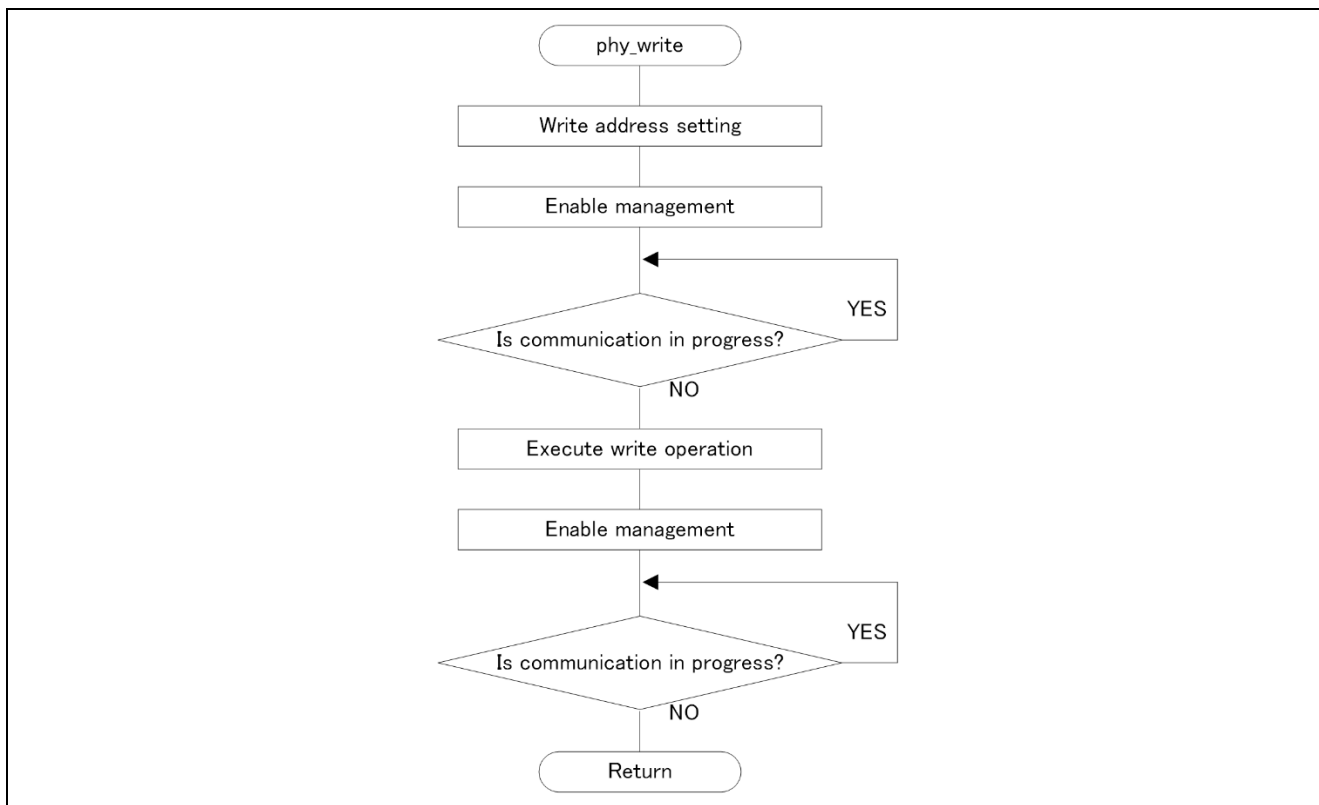 phy_write
Write address setting
Enable management
YES
Is communication in progress?
NO
Execute write operation
Enable management
YES
Is communication in progress?
NO
Return